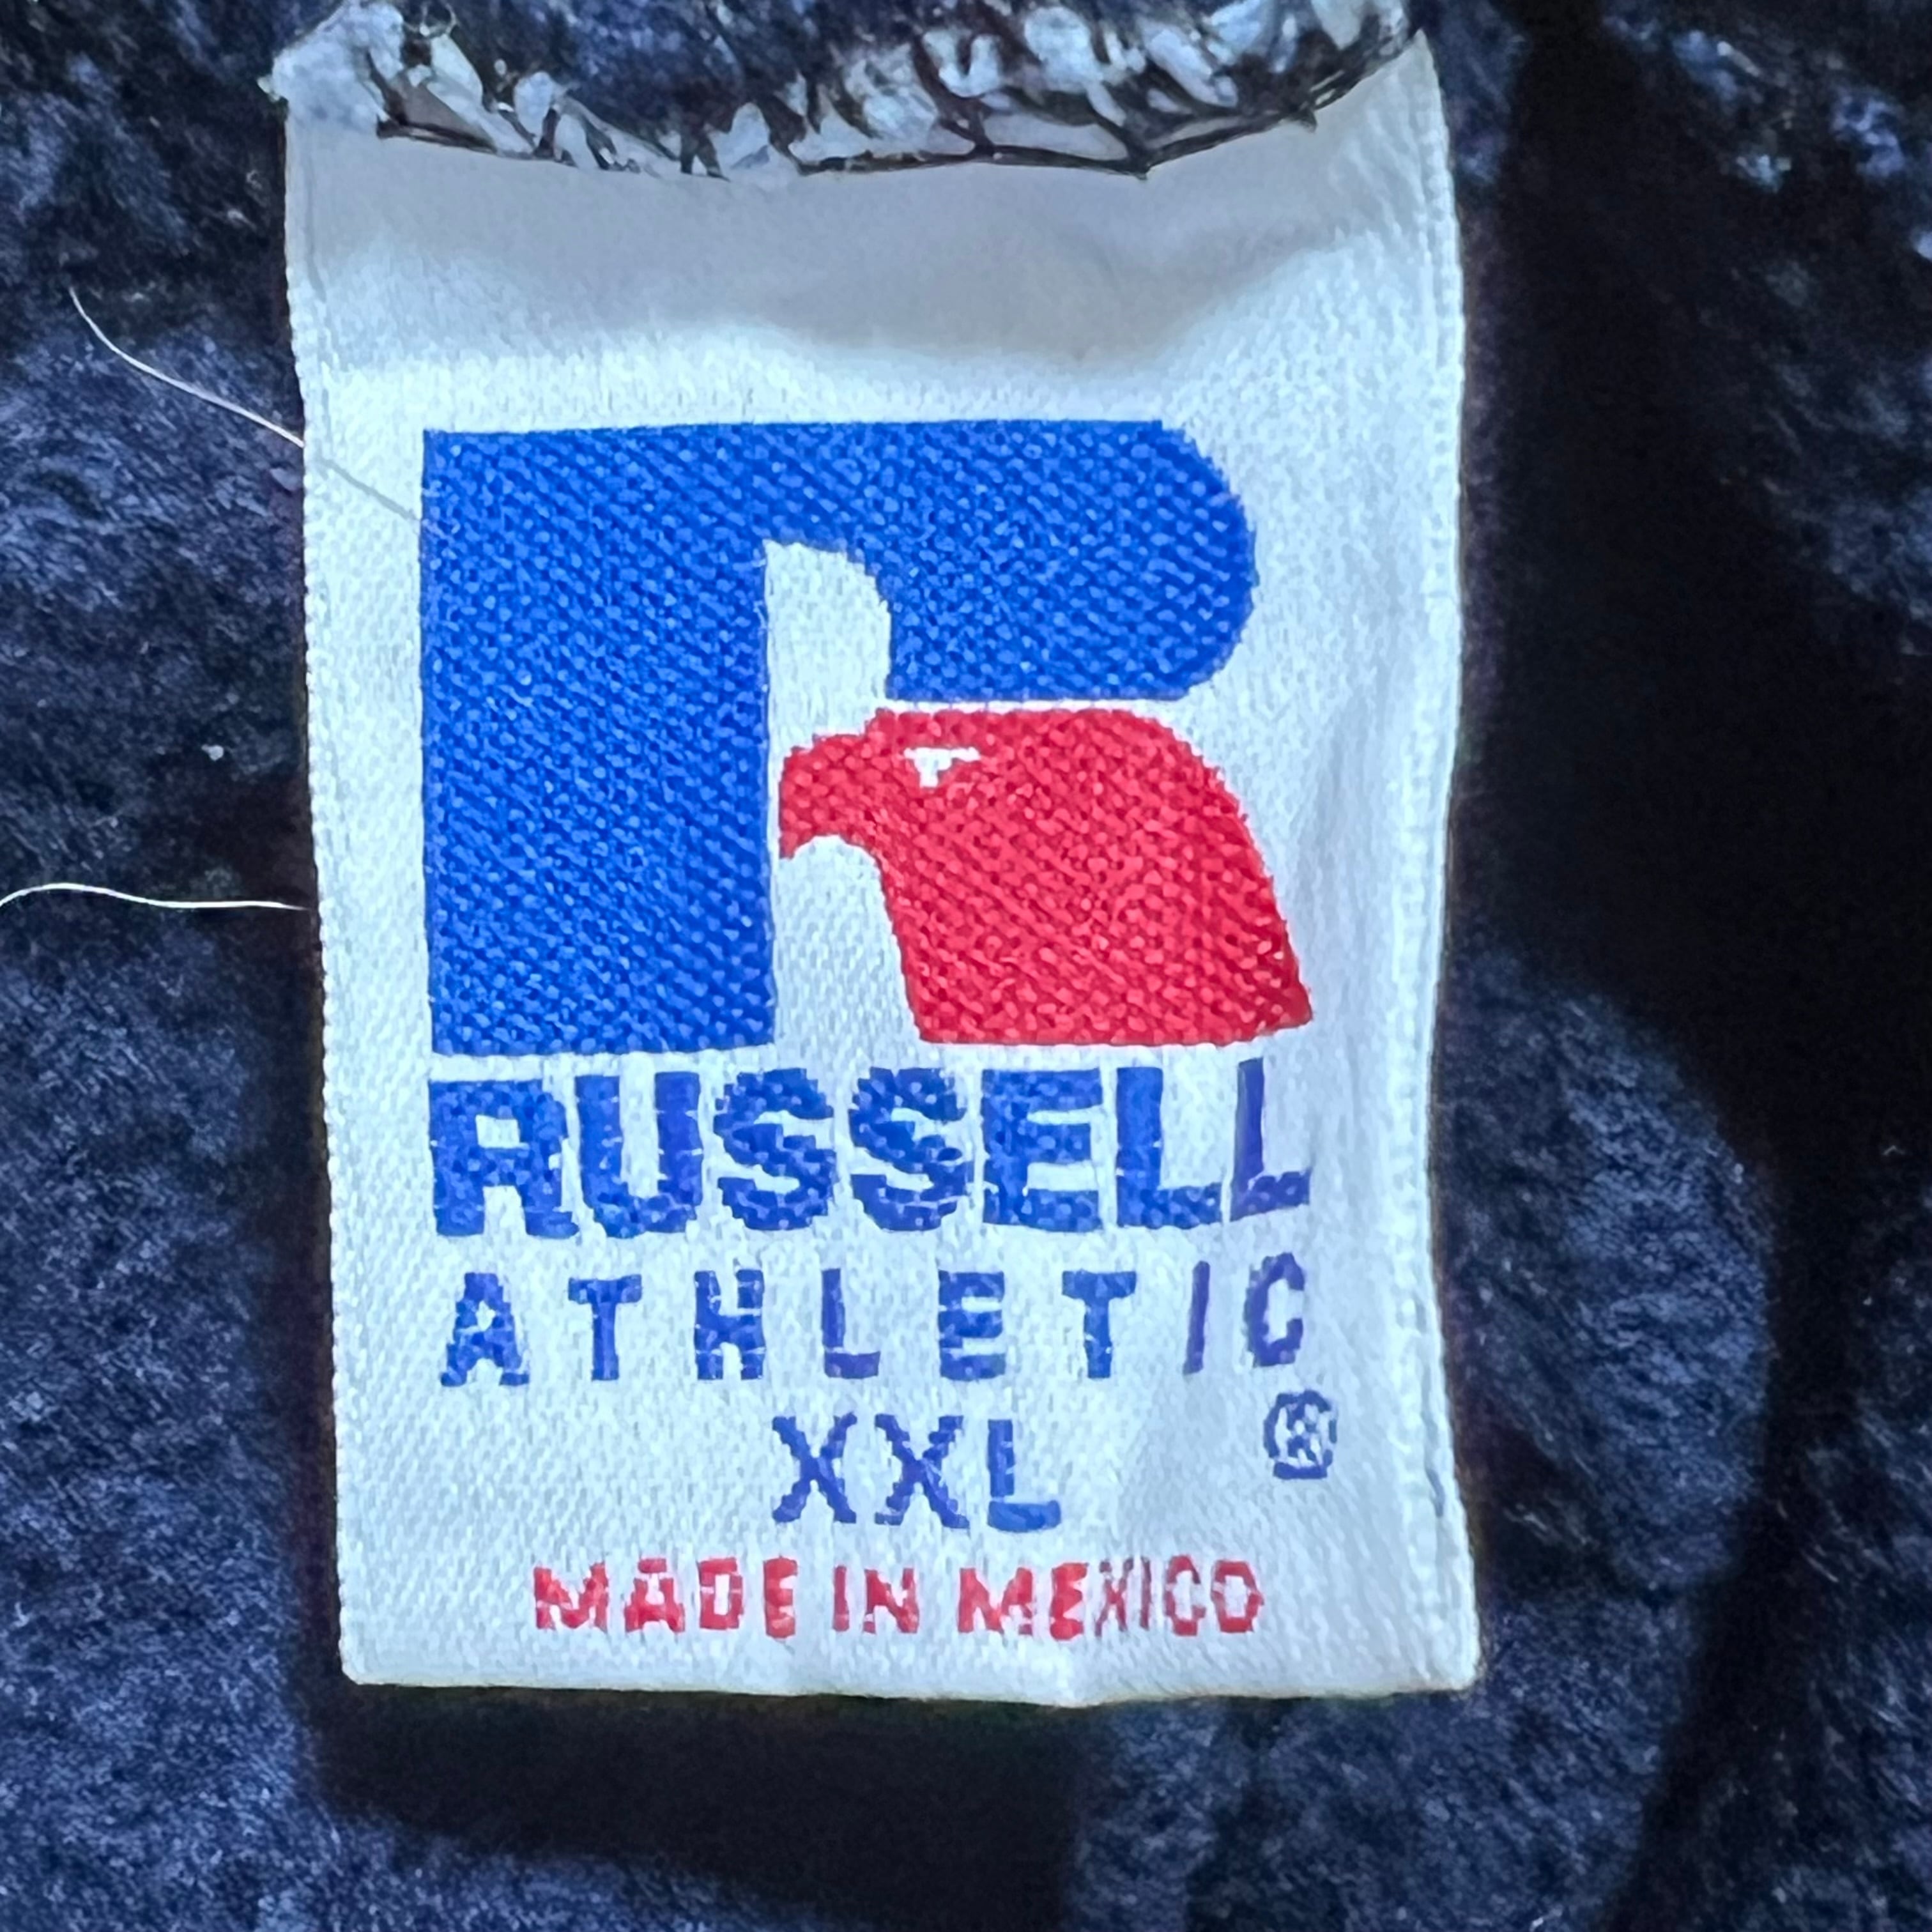 RUSSELL
ATHLETIC
®
XXL
MADE IN MEXICO